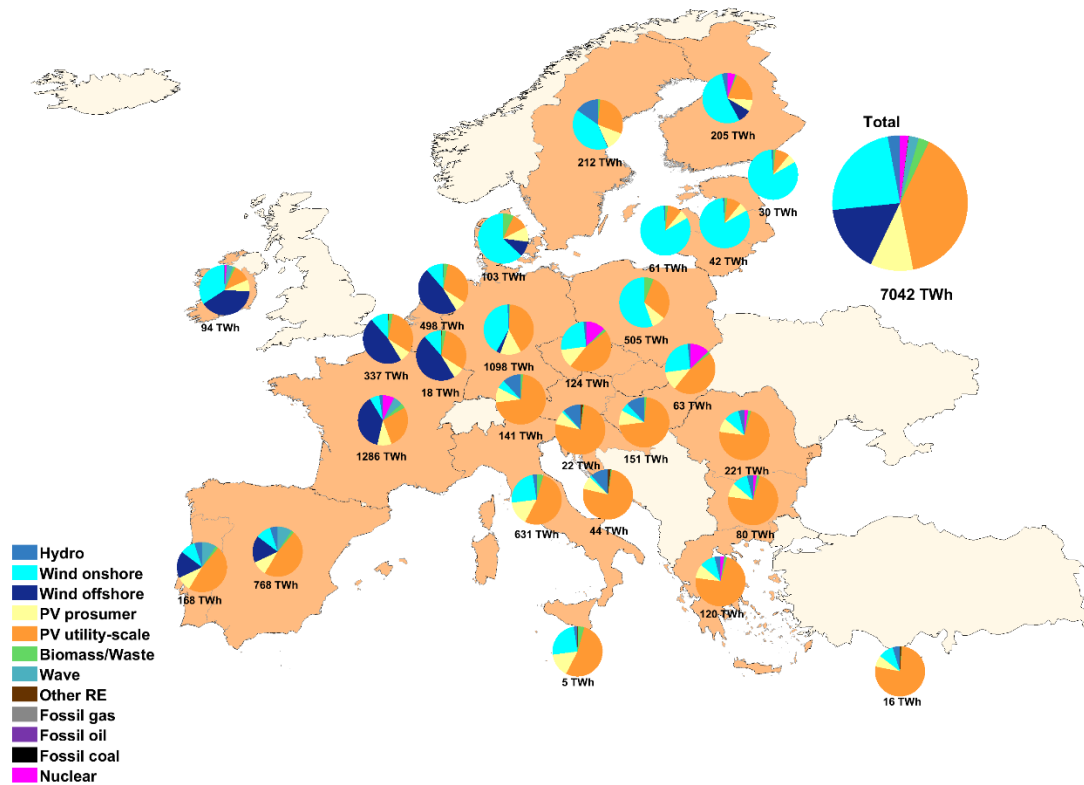 Total
205 TWh
212 TWh
30 TWh
42 TWh
61 TWh
103 TWh
7042 TWh
94 TWh
498 TWh
505 TWh
1098 TWh
337 TWh
18 TWh
124 TWh
63 TWh
141 TWh
1286 TWh
22 TWh
151 TWh
221 TWh
631 TWh
44 TWh
80 TWh
768 TWh
168 TWh
120 TWh
5 TWh
16 TWh
Hydro
Wind onshore
Wind offshore
PV prosumer
PV utility-scale
Biomass/Waste
Wave
Other RE
Fossil gas
Fossil oil
Fossil coal
Nuclear